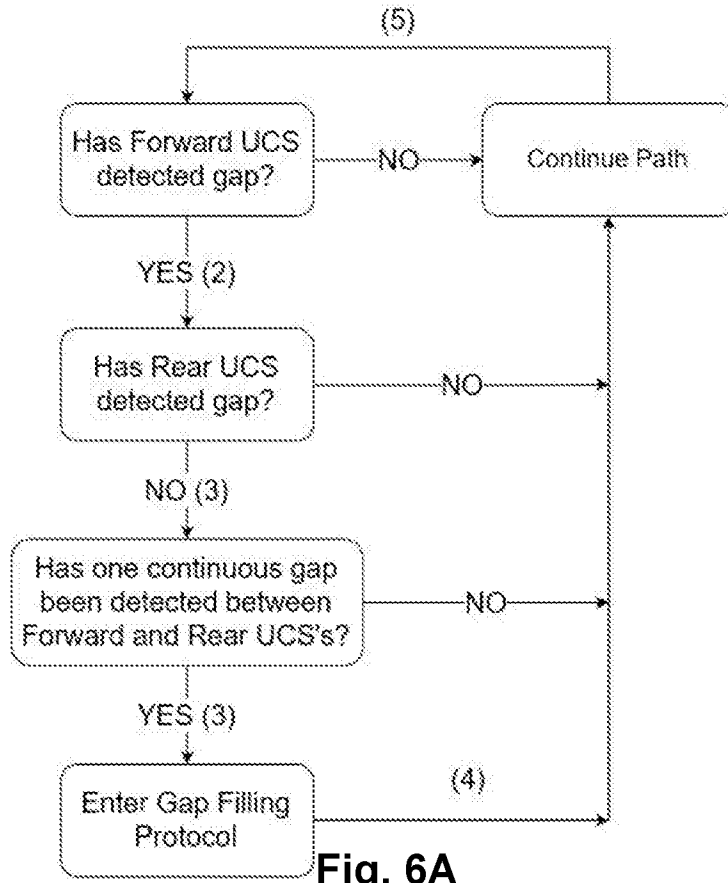 (5)
Has Forward UCS
detected gap?
NO
Continue Path
YES (2)
Has Rear UCS
detected gap?
NO
NO (3)
Has one continuous gap
been detected between
Forward and Rear UCS's?
NO
YES (3)
Enter Gap Filling
Protocol
(4)
Fig. 6A